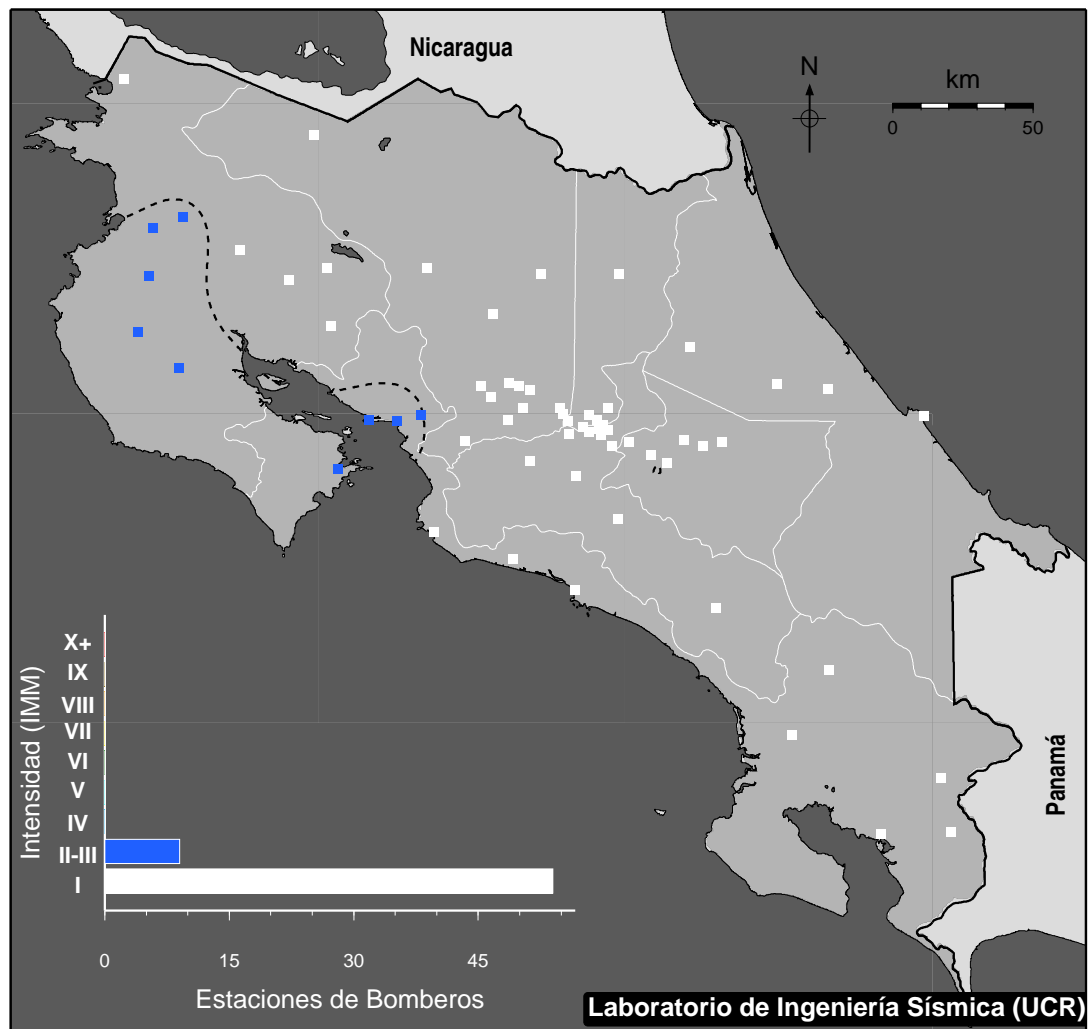 Nicaragua
N
km
0 50
Panamá
Intensidad (IMM)
X+
IX
VIII
VII
VI
V
IV
II-III
I
0 15 30 45
Estaciones de Bomberos
Laboratorio de Ingeniería Sísmica (UCR)